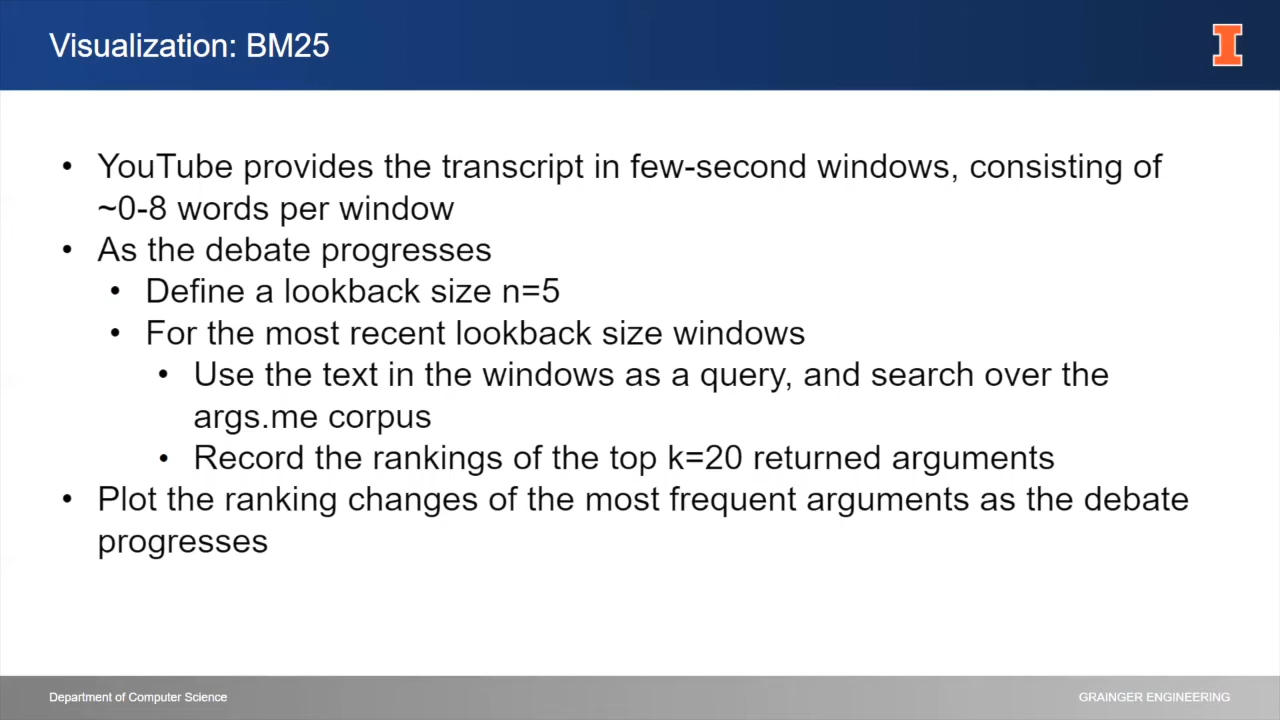 Visualization: BM25
• YouTube provides the transcript in few-second windows, consisting of
~0-8 words per window
• As the debate progresses
• Define a lookback size n=5
• For the most recent lookback size windows
• Use the text in the windows as a query, and search over the
args.me corpus
• Record the rankings of the top k=20 returned arguments
• Plot the ranking changes of the most frequent arguments as the debate
progresses
Department of Computer Science
GRAINGER ENGINEERING